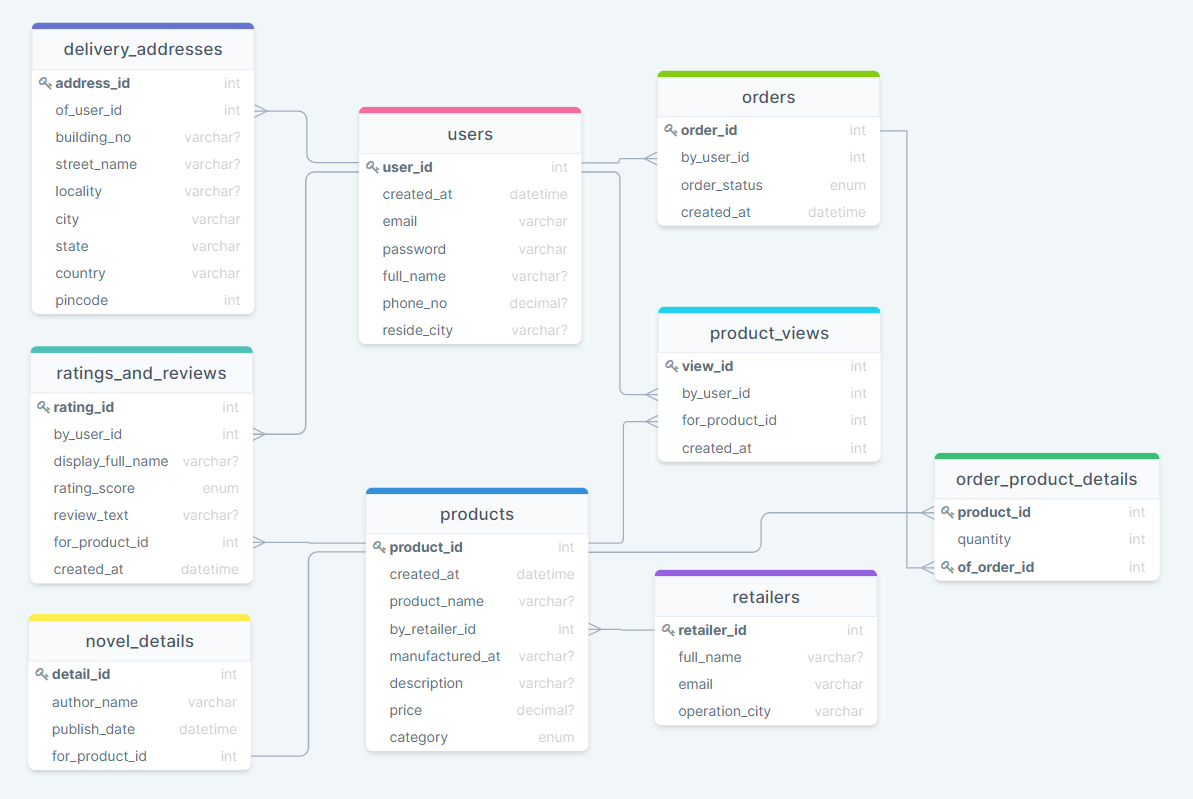 delivery_addresses
address_id int
of_user_id int
building_no varchar?
street_name varchar?
locality varchar?
city varchar
state varchar
country varchar
pincode int
ratings_and_reviews
rating_id int
by_user_id int
display_full_name varchar?
rating_score enum
review_text varchar?
for_product_id int
created_at datetime
novel_details
detail_id int
author_name varchar
publish_date datetime
for_product_id int
users
user_id int
created_at datetime
email varchar
password varchar
full_name varchar?
phone_no decimal?
reside_city varchar?
products
product_id int
created_at datetime
product_name varchar?
by_retailer_id int
manufactured_at varchar?
description varchar?
price decimal?
category enum
orders
order_id int
by_user_id int
order_status enum
created_at datetime
product_views
view_id int
by_user_id int
for_product_id int
created_at int
retailers
retailer_id int
full_name varchar?
email varchar
operation_city varchar
order_product_details
product_id int
quantity int
of_order_id int